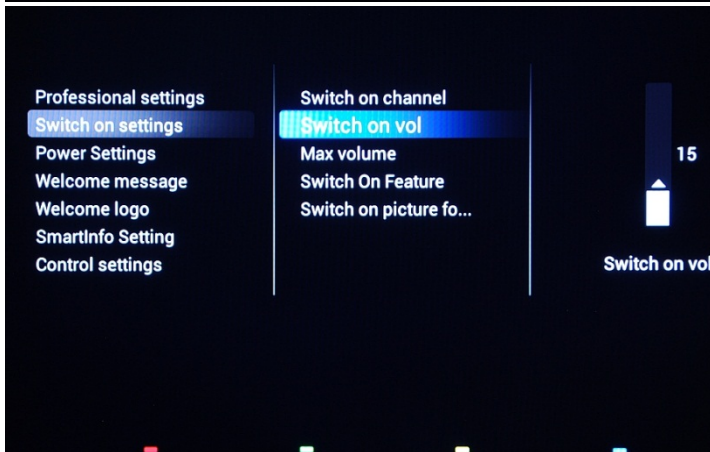 Professional settings
Switch on settings
Power Settings
Welcome message
Welcome logo
SmartInfo Setting
Control settings
Switch on channel
Switch on vol
Max volume
Switch On Feature
Switch on picture fo...
15
Switch on vol